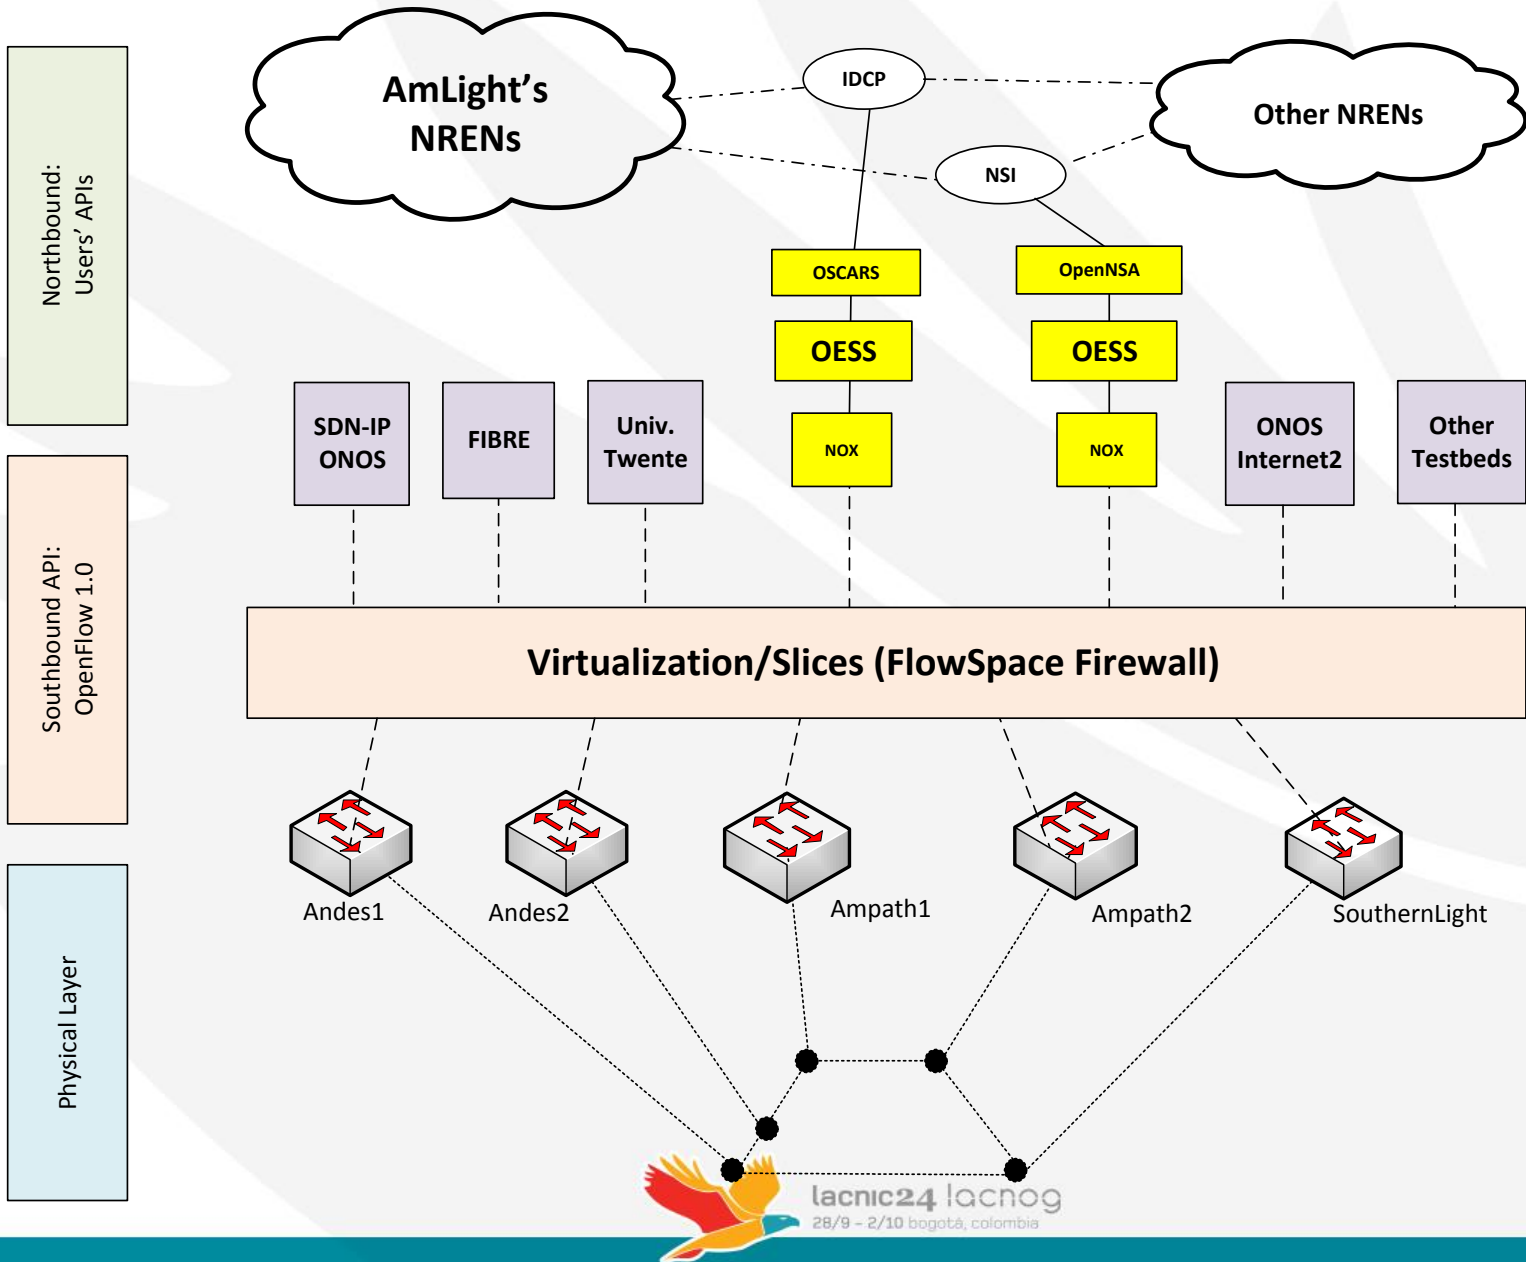 Northbound:
Users' APIs
Southbound API:
OpenFlow 1.0
Physical Layer
AmLight's
NRENs
IDCP
Other NRENs
NSI
OSCARS
OpenNSA
OESS
OESS
SDN-IP
ONOS
FIBRE
Univ.
Twente
NOX
NOX
ONOS
Internet2
Other
Testbeds
Virtualization/Slices (FlowSpace Firewall)
Andes1
Andes2
Ampath1
Ampath2
SouthernLight
lacnic24 lacnog
28/9 - 2/10 bogotá, colombia